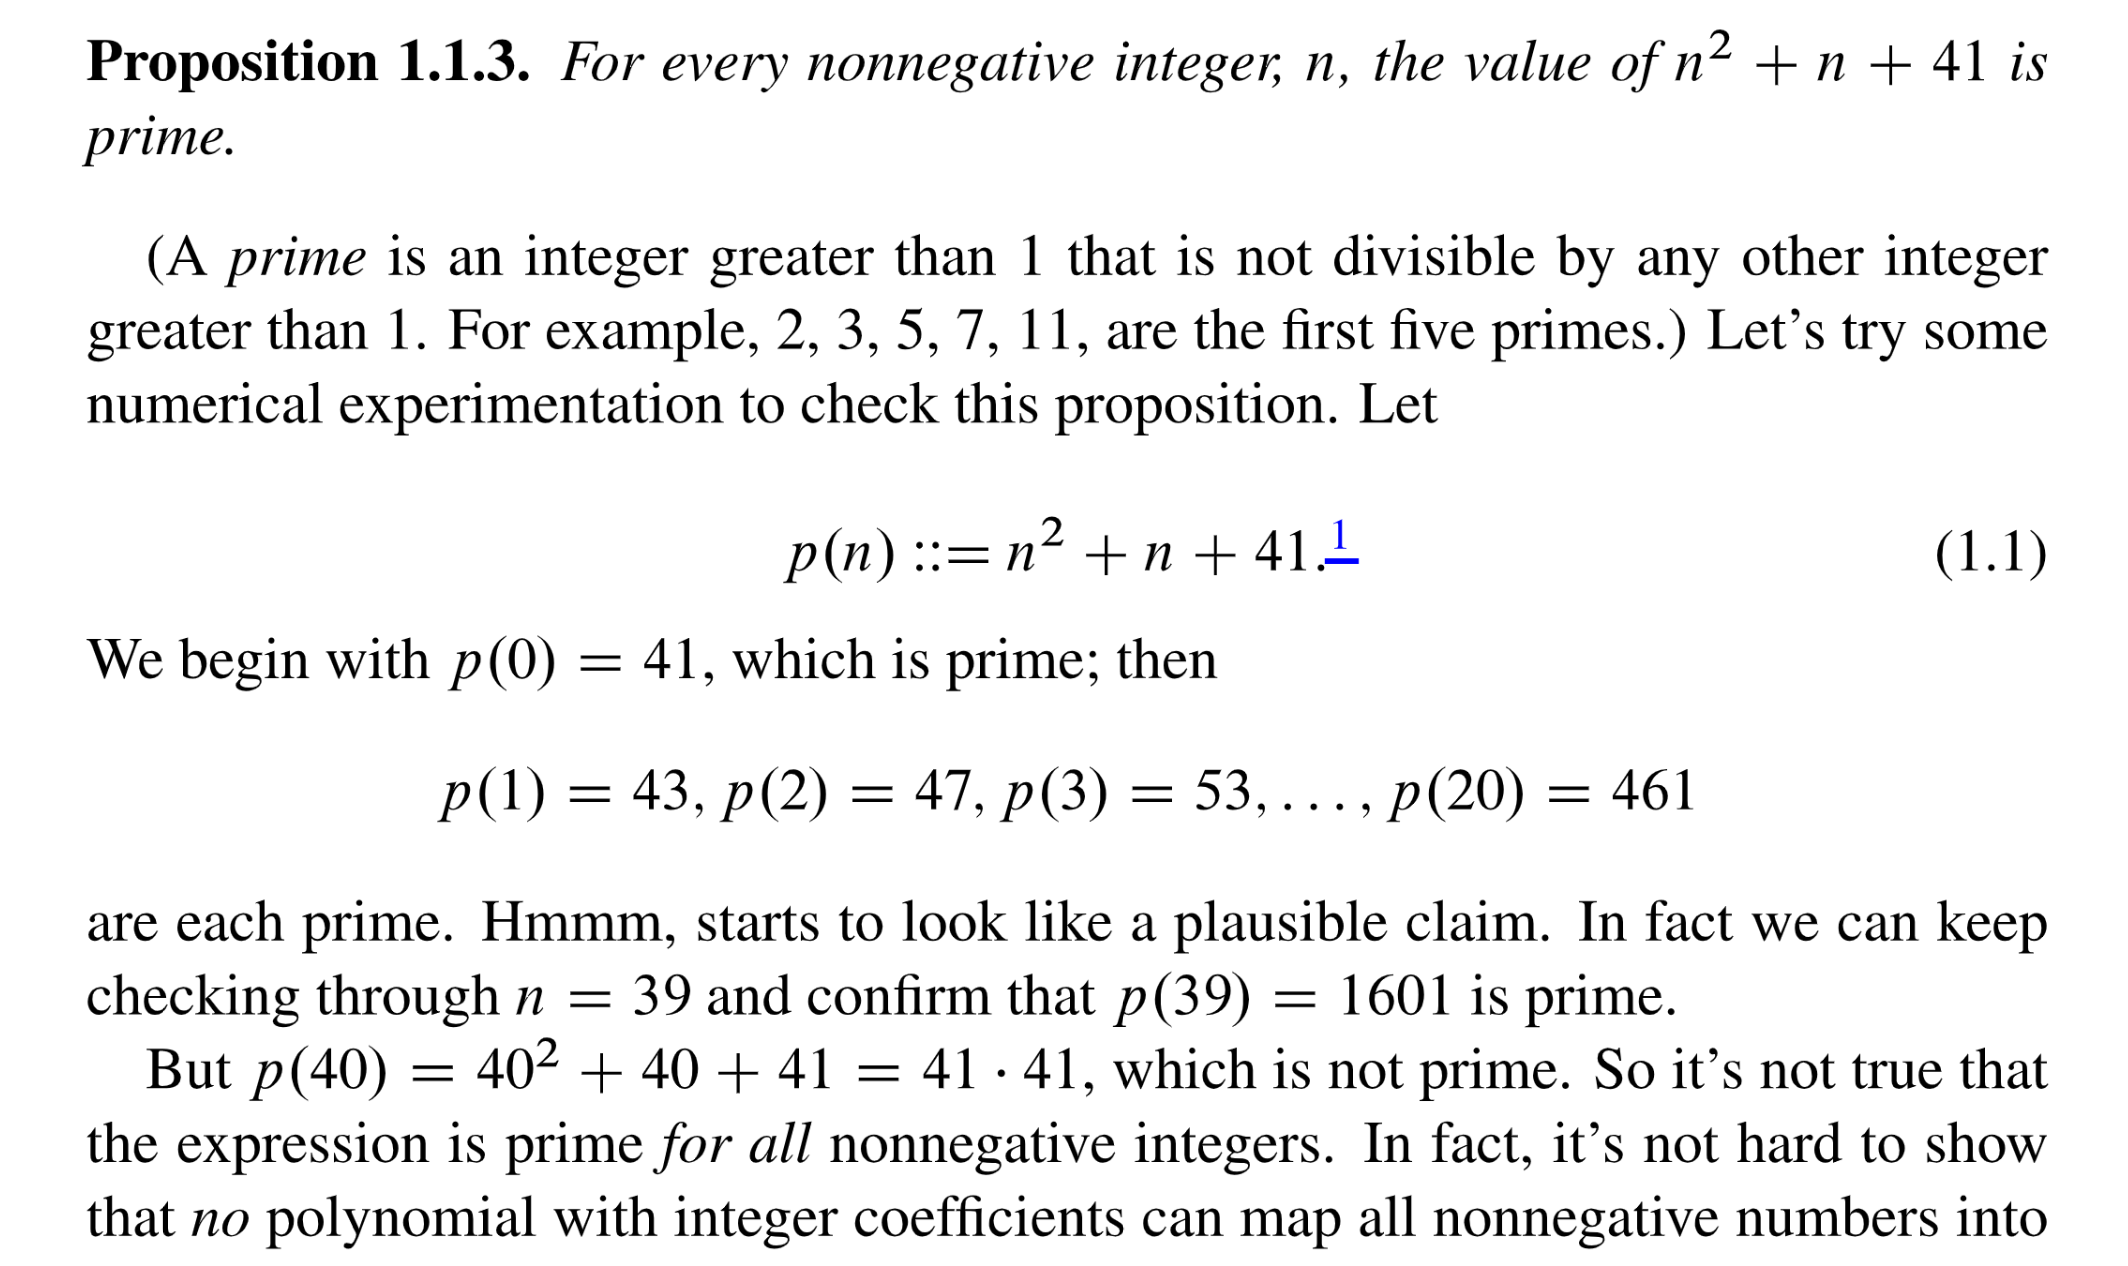 Proposition 1.1.3. For every nonnegative integer, n, the value of n² + n + 41 is
prime.
(A prime is an integer greater than 1 that is not divisible by any other integer
greater than 1. For example, 2, 3, 5, 7, 11, are the first five primes.) Let’s try some
numerical experimentation to check this proposition. Let
p(n) ::= n² + n + 41.¹ (1.1)
We begin with p(0) = 41, which is prime; then
p(1) = 43, p(2) = 47, p(3) = 53, . . . , p(20) = 461
are each prime. Hmmm, starts to look like a plausible claim. In fact we can keep
checking through n = 39 and confirm that p(39) = 1601 is prime.
But p(40) = 40² + 40 + 41 = 41 · 41, which is not prime. So it’s not true that
the expression is prime for all nonnegative integers. In fact, it’s not hard to show
that no polynomial with integer coefficients can map all nonnegative numbers into